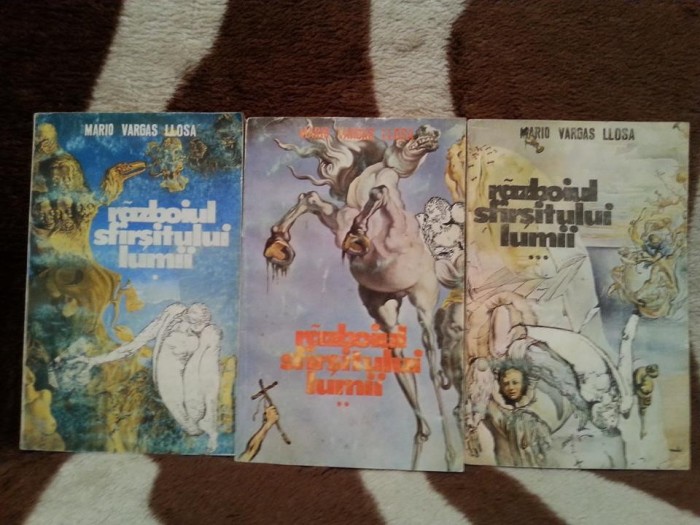 MARIO VARGAS LLOSA
războiul
sfîrşitului
lumii
*
MARIO VARGAS LLOSA
războiul
sfîrşitului
lumii
**
MARIO VARGAS LLOSA
războiul
sfîrşitului
lumii
***